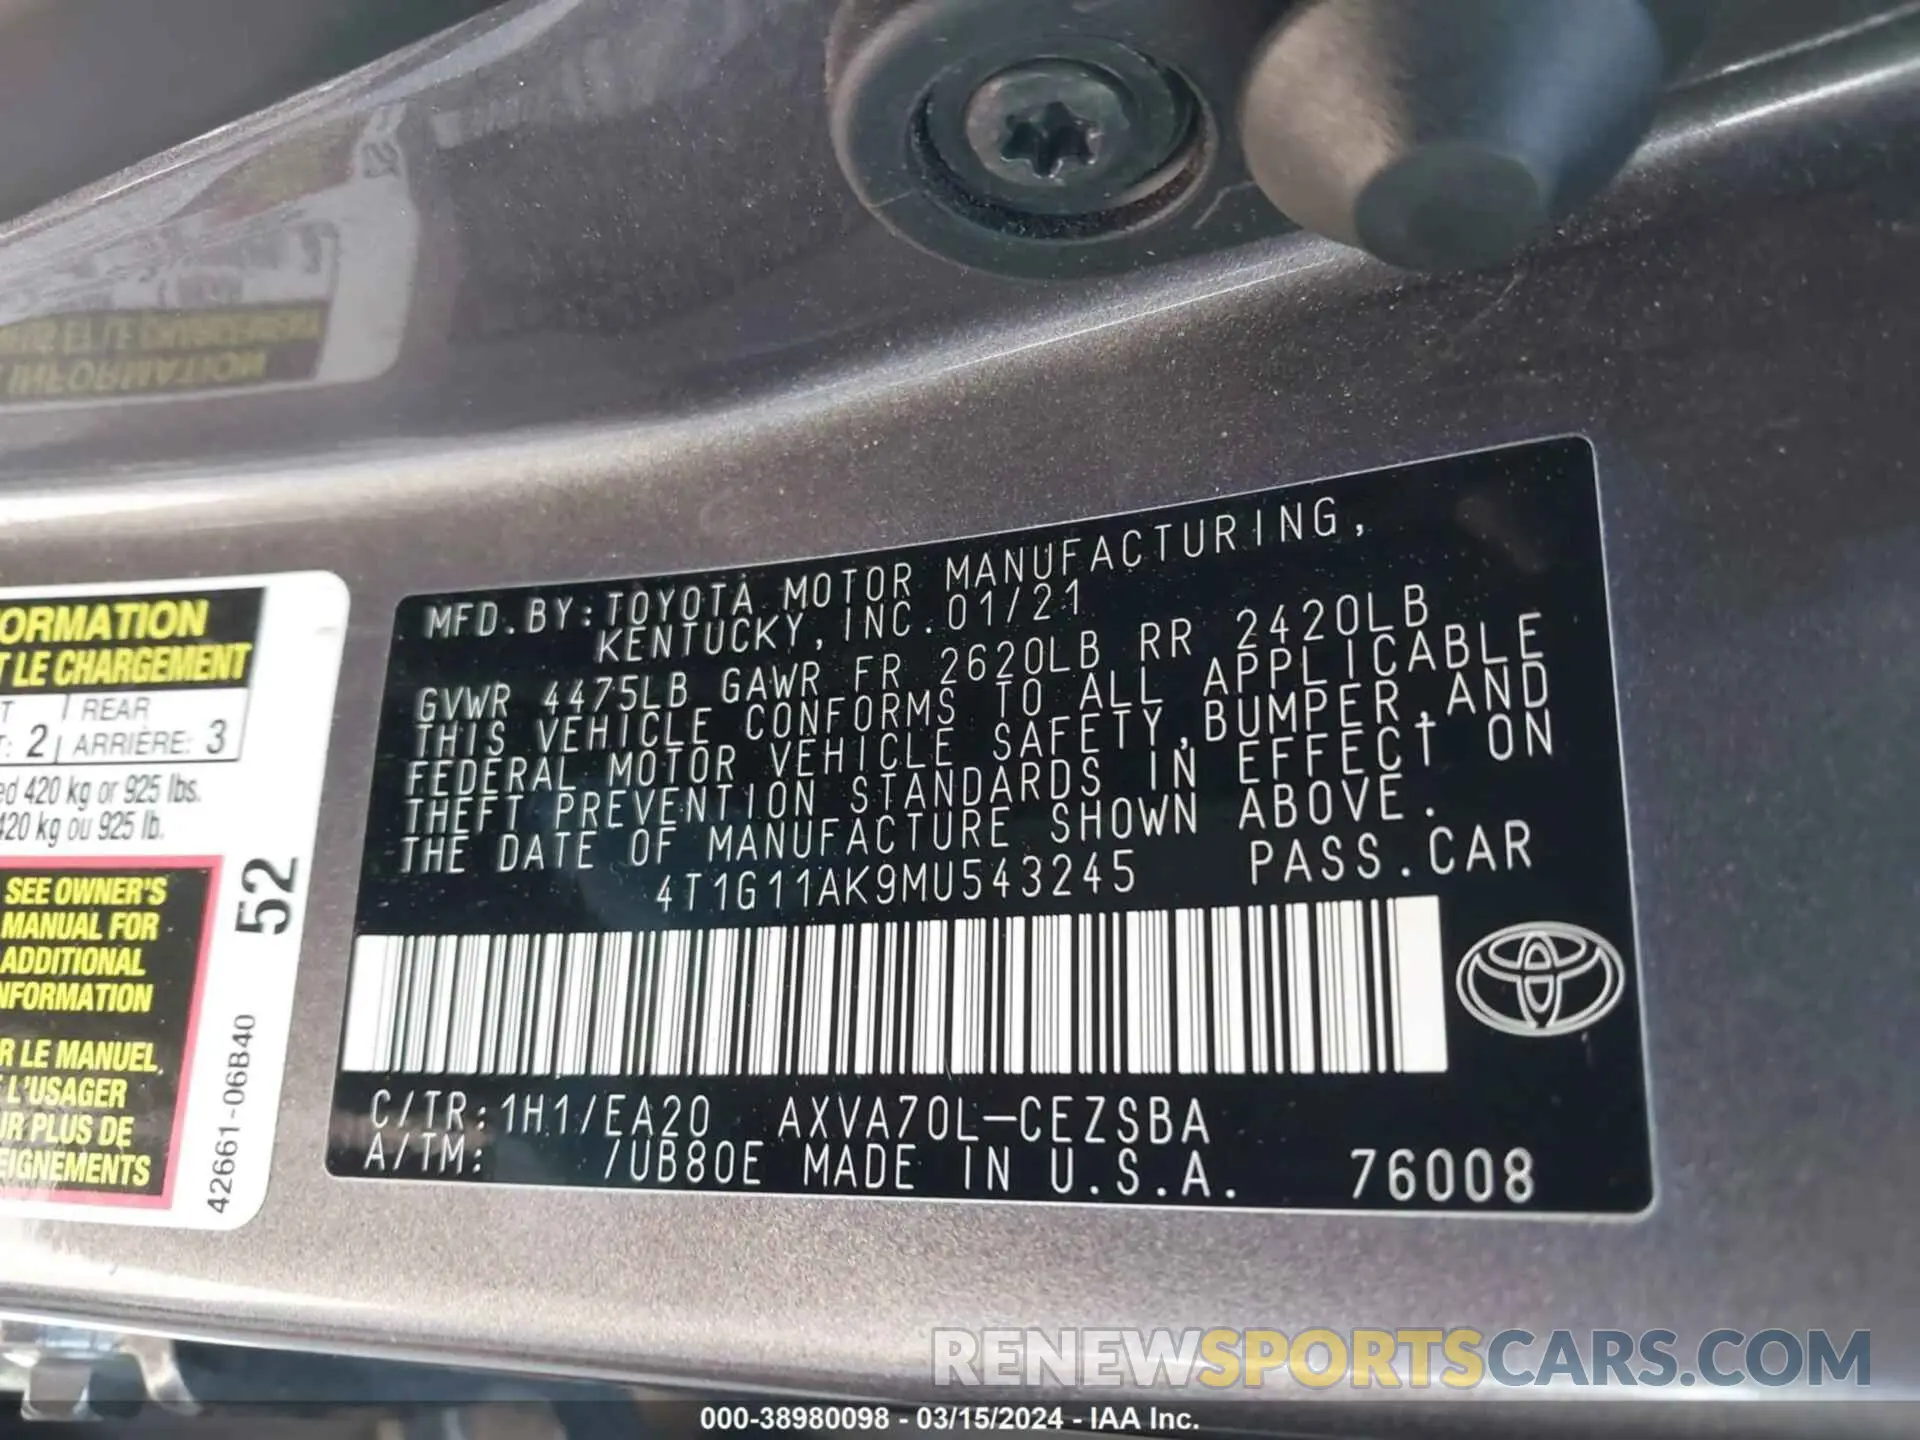 MFD. BY: TOYOTA MOTOR MANUFACTURING,
KENTUCKY, INC. 01/21
GVWR 4475LB GAWR FR 2620LB RR 2420LB
THIS VEHICLE CONFORMS TO ALL APPLICABLE
FEDERAL MOTOR VEHICLE SAFETY, BUMPER, AND
THEFT PREVENTION STANDARDS IN EFFECT ON
THE DATE OF MANUFACTURE SHOWN ABOVE.
4T1G11AK9MU543245 PASS. CAR
C/TR: 1H1/EA20 AXVA70L-CEZSBA
A/TM: /UB80E MADE IN U.S.A. 76008
LE CHARGEMENT
REAR
2 ARRIÈRE: 3
420 kg or 925 lbs.
420 kg ou 925 lb.
SEE OWNER'S
MANUAL FOR
ADDITIONAL
LE MANUEL
L'USAGER
PLUS DE
52
42661-06B40
RENEWSPORTSCARS.COM
000-38980098 - 03/15/2024 - IAA Inc.